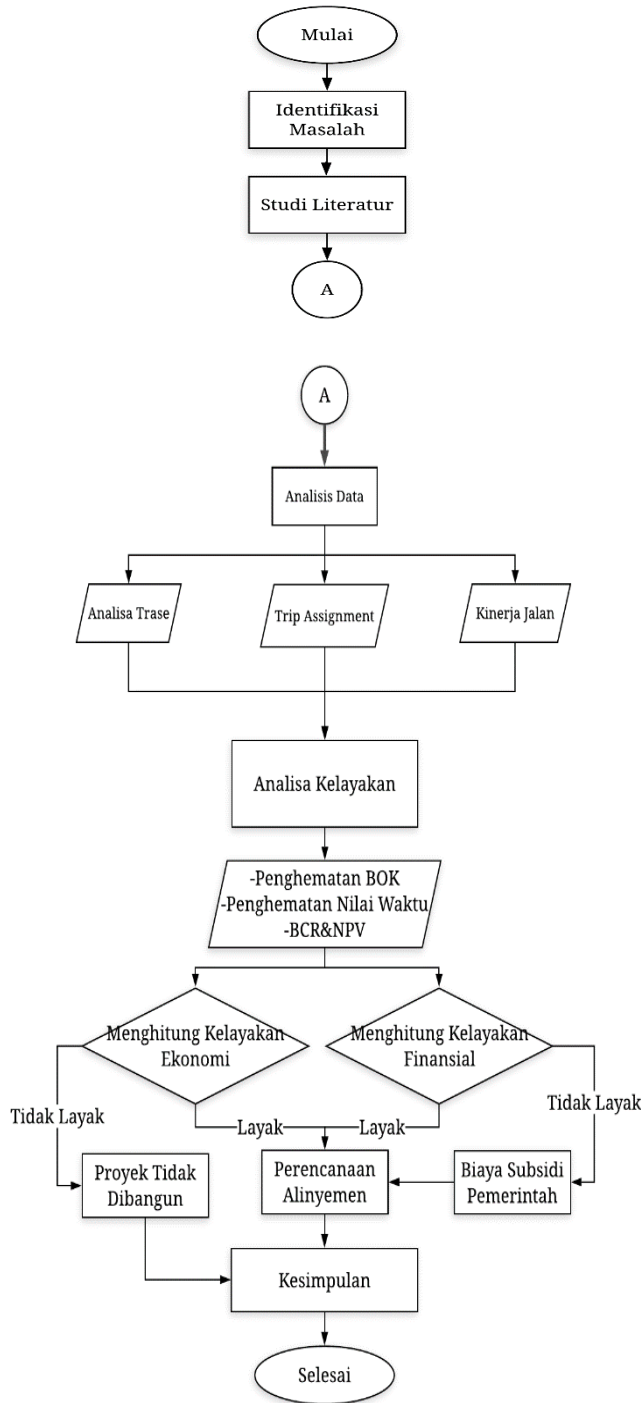 Mulai
Identifikasi
Masalah
Studi Literatur
A
A
Analisis Data
Analisa Trase
Trip Assignment
Kinerja Jalan
Analisa Kelayakan
-Penghematan BOK
-Penghematan Nilai Waktu
-BCR&NPV
Menghitung Kelayakan
Ekonomi
Menghitung Kelayakan
Finansial
Tidak Layak
Layak
Layak
Tidak Layak
Proyek Tidak
Dibangun
Perencanaan
Alinyemen
Biaya Subsidi
Pemerintah
Kesimpulan
Selesai